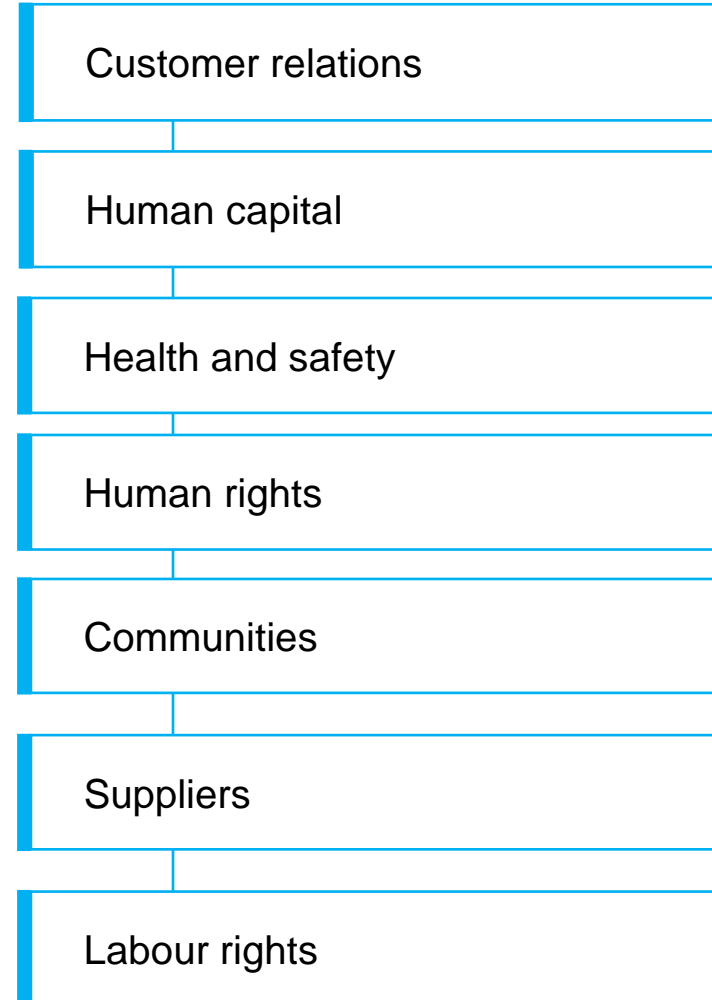 Customer relations
Human capital
Health and safety
Human rights
Communities
Suppliers
Labour rights